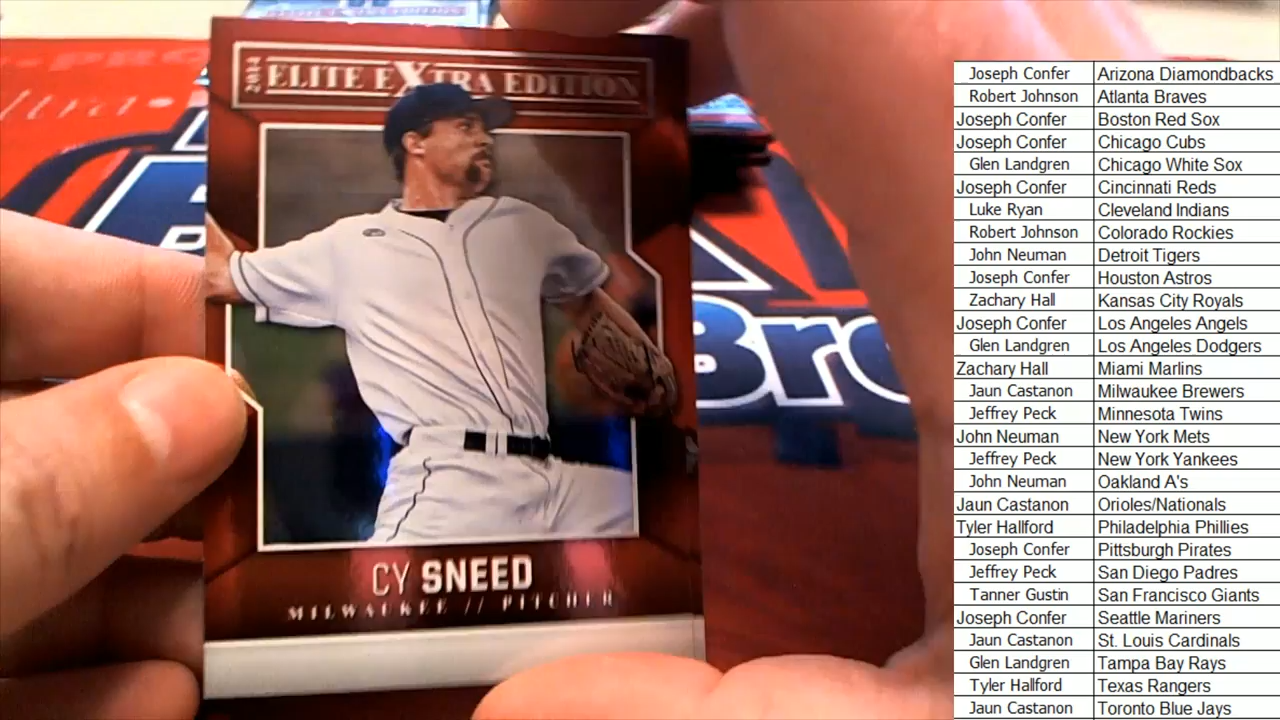 2014 ELITE EXTRA EDITION
CY SNEED
MILWAUKEE // PITCHER
Joseph Confer Arizona Diamondbacks
Robert Johnson Atlanta Braves
Joseph Confer Boston Red Sox
Joseph Confer Chicago Cubs
Glen Landgren Chicago White Sox
Joseph Confer Cincinnati Reds
Luke Ryan Cleveland Indians
Robert Johnson Colorado Rockies
John Neuman Detroit Tigers
Joseph Confer Houston Astros
Zachary Hall Kansas City Royals
Joseph Confer Los Angeles Angels
Glen Landgren Los Angeles Dodgers
Zachary Hall Miami Marlins
Jaun Castanon Milwaukee Brewers
Jeffrey Peck Minnesota Twins
John Neuman New York Mets
Jeffrey Peck New York Yankees
John Neuman Oakland A's
Jaun Castanon Orioles/Nationals
Tyler Hallford Philadelphia Phillies
Joseph Confer Pittsburgh Pirates
Jeffrey Peck San Diego Padres
Tanner Gustin San Francisco Giants
Joseph Confer Seattle Mariners
Jaun Castanon St. Louis Cardinals
Glen Landgren Tampa Bay Rays
Tyler Hallford Texas Rangers
Jaun Castanon Toronto Blue Jays